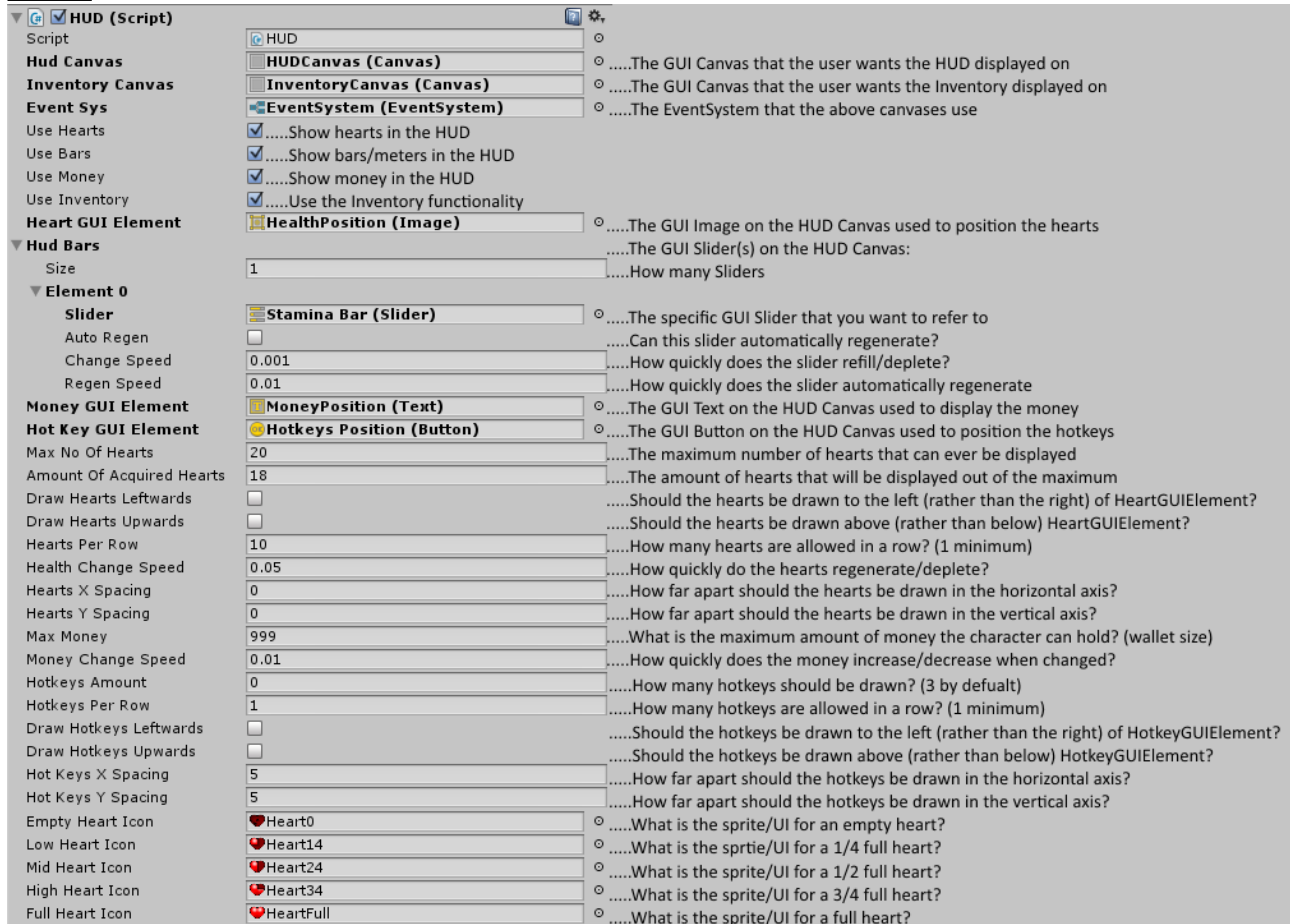 HUD (Script)
Script HUD
Hud Canvas HUDCanvas (Canvas) .....The GUI Canvas that the user wants the HUD displayed on
Inventory Canvas InventoryCanvas (Canvas) .....The GUI Canvas that the user wants the Inventory displayed on
Event Sys EventSystem (EventSystem) .....The EventSystem that the above canvases use
Use Hearts .....Show hearts in the HUD
Use Bars .....Show bars/meters in the HUD
Use Money .....Show money in the HUD
Use Inventory .....Use the Inventory functionality
Heart GUI Element HealthPosition (Image) .....The GUI Image on the HUD Canvas used to position the hearts
Hud Bars .....The GUI Slider(s) on the HUD Canvas:
Size 1 .....How many Sliders
Element 0
Slider Stamina Bar (Slider) .....The specific GUI Slider that you want to refer to
Auto Regen .....Can this slider automatically regenerate?
Change Speed 0.001 .....How quickly does the slider refill/deplete?
Regen Speed 0.01 .....How quickly does the slider automatically regenerate
Money GUI Element MoneyPosition (Text) .....The GUI Text on the HUD Canvas used to display the money
Hot Key GUI Element Hotkeys Position (Button) .....The GUI Button on the HUD Canvas used to position the hotkeys
Max No Of Hearts 20 .....The maximum number of hearts that can ever be displayed
Amount Of Acquired Hearts 18 .....The amount of hearts that will be displayed out of the maximum
Draw Hearts Leftwards .....Should the hearts be drawn to the left (rather than the right) of HeartGUIElement?
Draw Hearts Upwards .....Should the hearts be drawn above (rather than below) HeartGUIElement?
Hearts Per Row 10 .....How many hearts are allowed in a row? (1 minimum)
Health Change Speed 0.05 .....How quickly do the hearts regenerate/deplete?
Hearts X Spacing 0 .....How far apart should the hearts be drawn in the horizontal axis?
Hearts Y Spacing 0 .....How far apart should the hearts be drawn in the vertical axis?
Max Money 999 .....What is the maximum amount of money the character can hold? (wallet size)
Money Change Speed 0.01 .....How quickly does the money increase/decrease when changed?
Hotkeys Amount 0 .....How many hotkeys should be drawn? (3 by defualt)
Hotkeys Per Row 1 .....How many hotkeys are allowed in a row? (1 minimum)
Draw Hotkeys Leftwards .....Should the hotkeys be drawn to the left (rather than the right) of HotkeyGUIElement?
Draw Hotkeys Upwards .....Should the hotkeys be drawn above (rather than below) HotkeyGUIElement?
Hot Keys X Spacing 5 .....How far apart should the hotkeys be drawn in the horizontal axis?
Hot Keys Y Spacing 5 .....How far apart should the hotkeys be drawn in the vertical axis?
Empty Heart Icon Heart0 .....What is the sprite/UI for an empty heart?
Low Heart Icon Heart14 .....What is the sprtie/UI for a 1/4 full heart?
Mid Heart Icon Heart24 .....What is the sprite/UI for a 1/2 full heart?
High Heart Icon Heart34 .....What is the sprite/UI for a 3/4 full heart?
Full Heart Icon HeartFull .....What is the sprite/UI for a full heart?